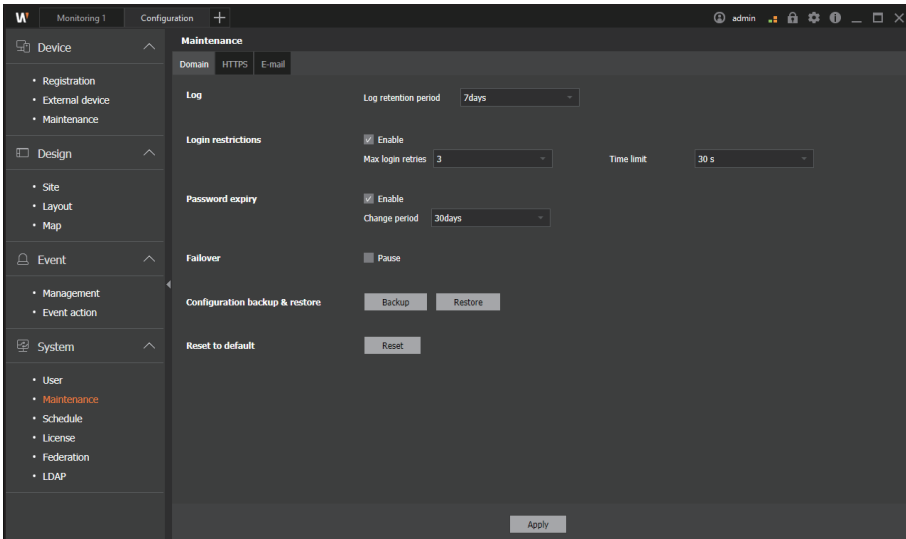 W Monitoring 1 Configuration admin
Device
• Registration
• External device
• Maintenance
Design
• Site
• Layout
• Map
Event
• Management
• Event action
System
• User
• Maintenance
• Schedule
• License
• Federation
• LDAP
Maintenance
Domain HTTPS E-mail
Log Log retention period 7days
Login restrictions Enable
Max login retries 3 Time limit 30 s
Password expiry Enable
Change period 30days
Failover Pause
Configuration backup & restore Backup Restore
Reset to default Reset
Apply